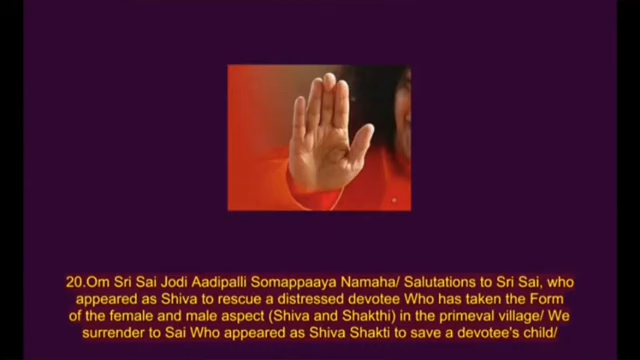 20.Om Sri Sai Jodi Aadipalli Somappaaya Namaha/ Salutations to Sri Sai, who
appeared as Shiva to rescue a distressed devotee Who has taken the Form
of the female and male aspect (Shiva and Shakthi) in the primeval village/ We
surrender to Sai Who appeared as Shiva Shakti to save a devotee's child/